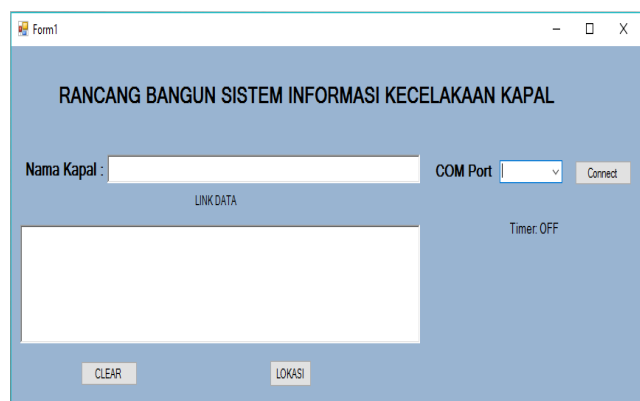 Form1
RANCANG BANGUN SISTEM INFORMASI KECELAKAAN KAPAL
Nama Kapal : COM Port Connect
LINK DATA
Timer: OFF
CLEAR LOKASI